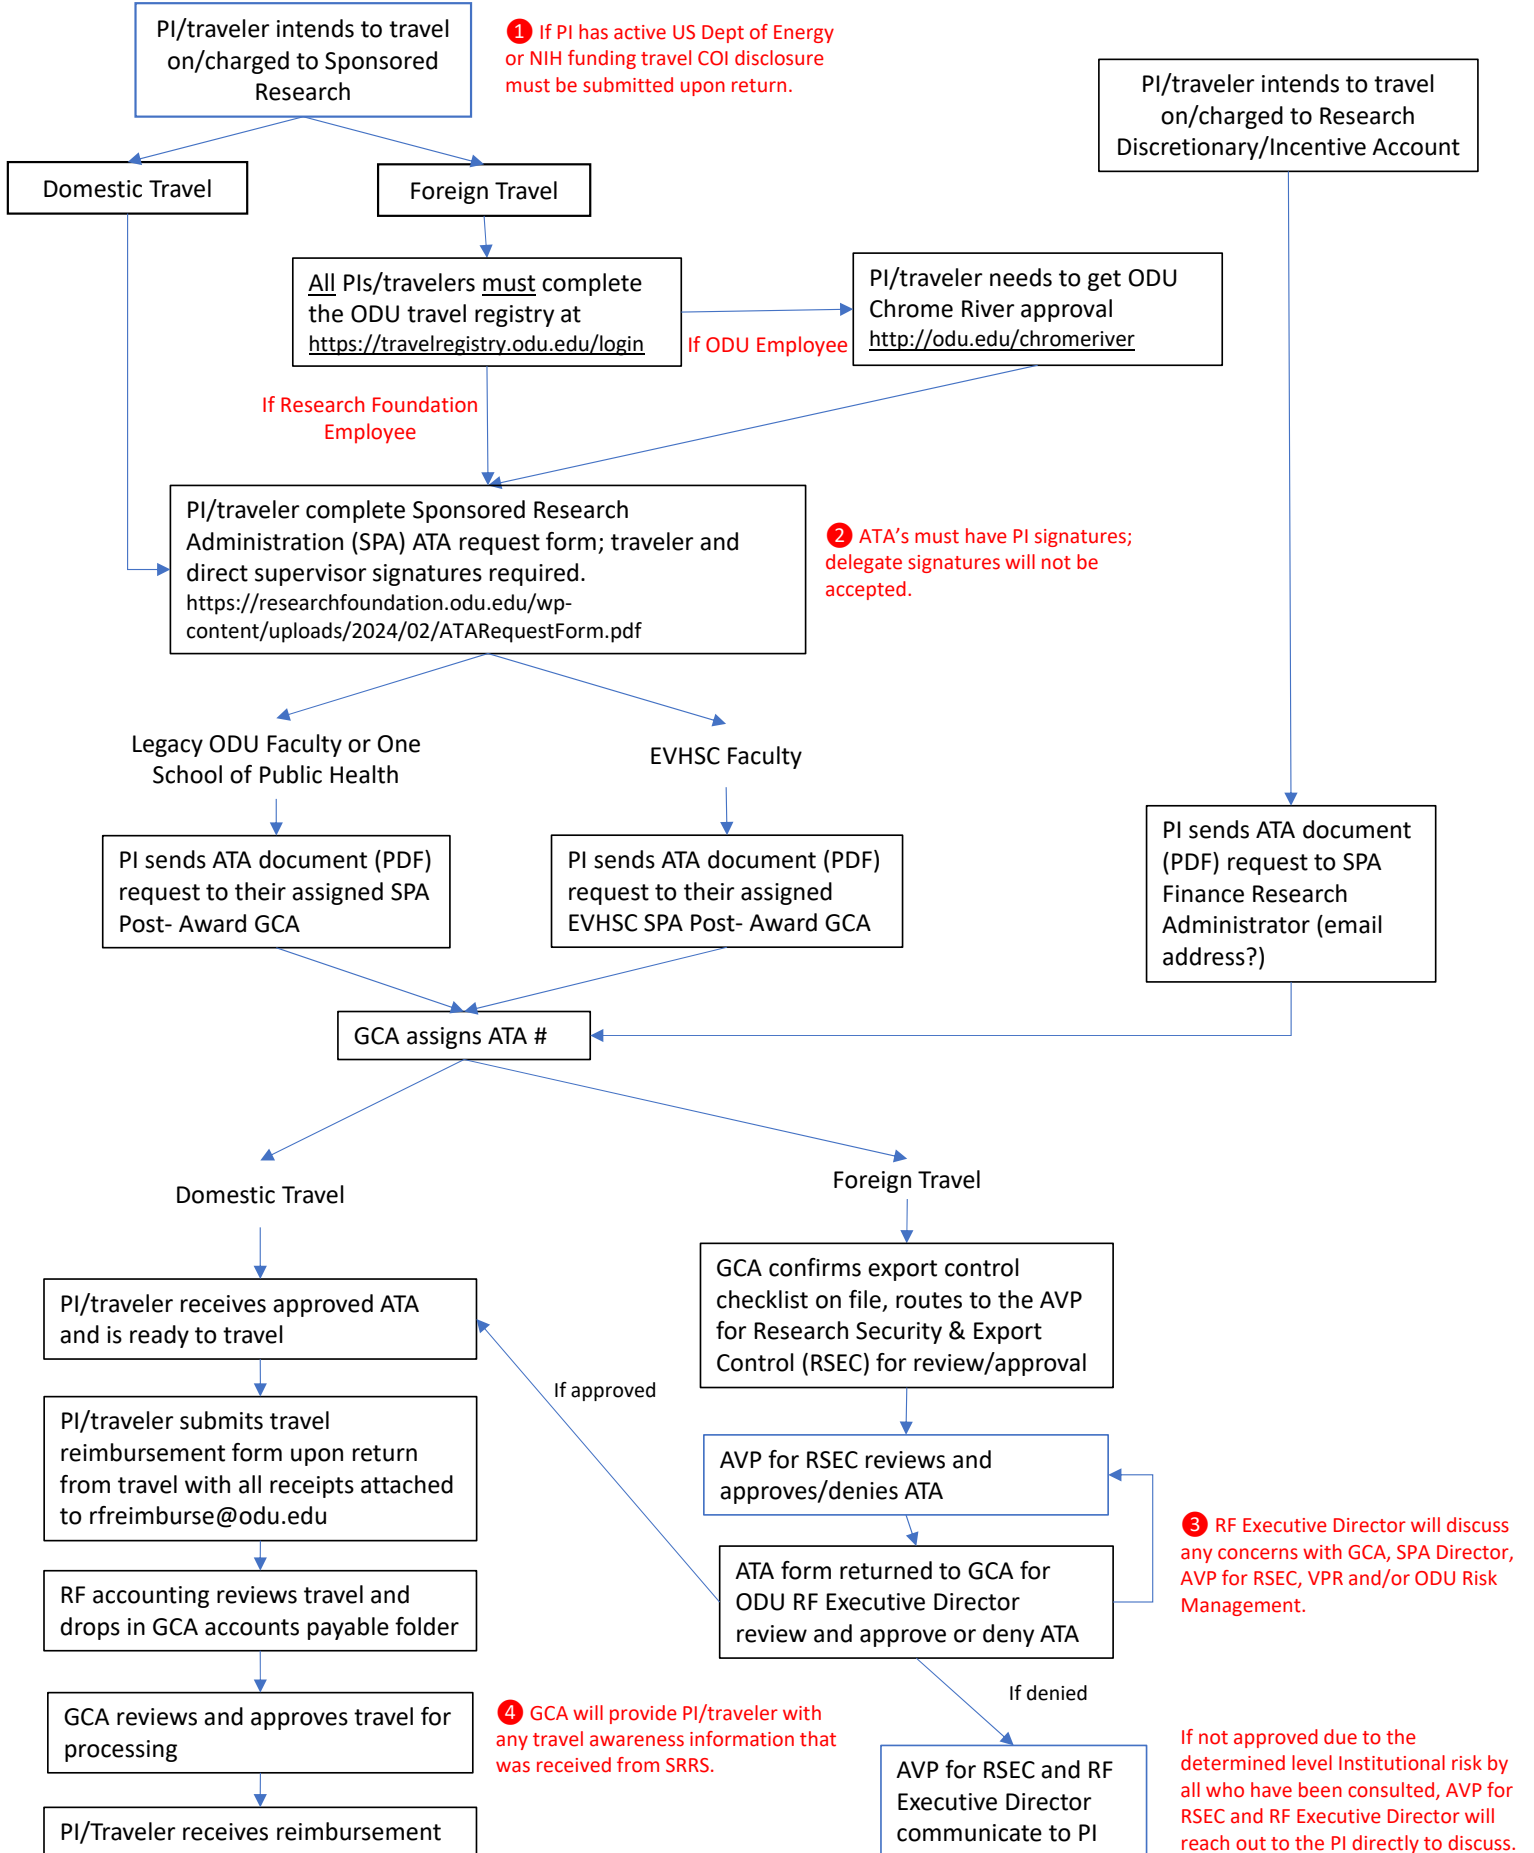 PI/traveler intends to travel
on/charged to Sponsored
Research
❶ If PI has active US Dept of Energy
or NIH funding travel COI disclosure
must be submitted upon return.
PI/traveler intends to travel
on/charged to Research
Discretionary/Incentive Account
Domestic Travel
Foreign Travel
All PIs/travelers must complete
the ODU travel registry at
https://travelregistry.odu.edu/login
If ODU Employee
PI/traveler needs to get ODU
Chrome River approval
http://odu.edu/chromeriver
If Research Foundation
Employee
PI/traveler complete Sponsored Research
Administration (SPA) ATA request form; traveler and
direct supervisor signatures required.
https://researchfoundation.odu.edu/wp-
content/uploads/2024/02/ATARequestForm.pdf
❷ ATA's must have PI signatures;
delegate signatures will not be
accepted.
Legacy ODU Faculty or One
School of Public Health
EVHSC Faculty
PI sends ATA document (PDF)
request to their assigned SPA
Post- Award GCA
PI sends ATA document (PDF)
request to their assigned
EVHSC SPA Post- Award GCA
PI sends ATA document
(PDF) request to SPA
Finance Research
Administrator (email
address?)
GCA assigns ATA #
Domestic Travel
Foreign Travel
PI/traveler receives approved ATA
and is ready to travel
GCA confirms export control
checklist on file, routes to the AVP
for Research Security & Export
Control (RSEC) for review/approval
If approved
PI/traveler submits travel
reimbursement form upon return
from travel with all receipts attached
to rfreimburse@odu.edu
AVP for RSEC reviews and
approves/denies ATA
❸ RF Executive Director will discuss
any concerns with GCA, SPA Director,
AVP for RSEC, VPR and/or ODU Risk
Management.
RF accounting reviews travel and
drops in GCA accounts payable folder
ATA form returned to GCA for
ODU RF Executive Director
review and approve or deny ATA
If denied
GCA reviews and approves travel for
processing
❹ GCA will provide PI/traveler with
any travel awareness information that
was received from SRRS.
AVP for RSEC and RF
Executive Director
communicate to PI
If not approved due to the
determined level Institutional risk by
all who have been consulted, AVP for
RSEC and RF Executive Director will
reach out to the PI directly to discuss.
PI/Traveler receives reimbursement